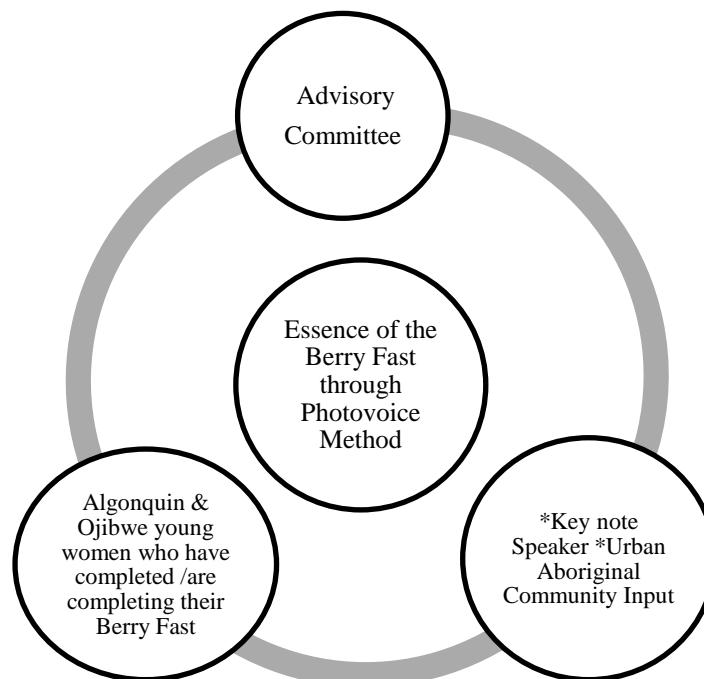 Advisory
Committee
Essence of the
Berry Fast
through
Photovoice
Method
Algonquin &
Ojibwe young
women who have
completed /are
completing their
Berry Fast
*Key note
Speaker *Urban
Aboriginal
Community Input